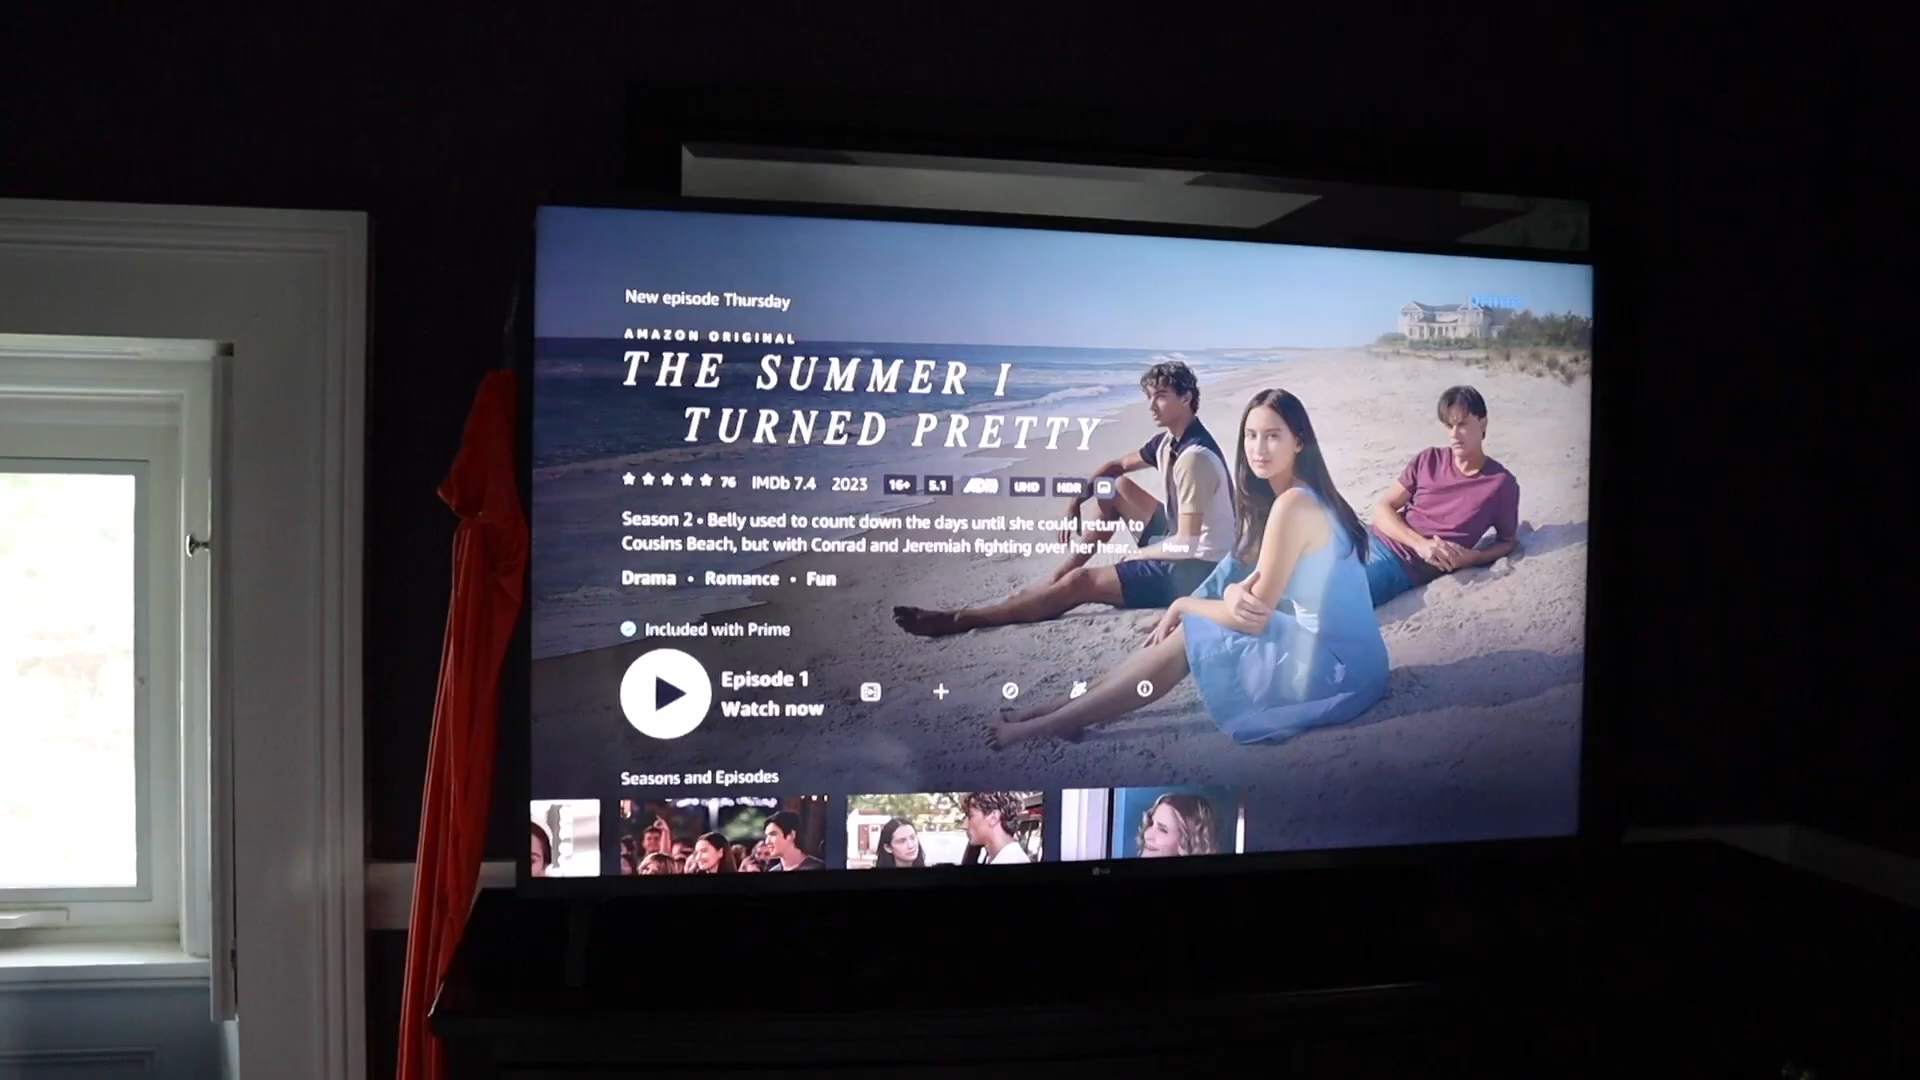 New episode Thursday
prime
AMAZON ORIGINAL
THE SUMMER I
TURNED PRETTY
76 IMDb 7.4 2023 16+ 5.1 AD)) UHD HDR
Season 2 • Belly used to count down the days until she could return to
Cousins Beach, but with Conrad and Jeremiah fighting over her hear... More
Drama • Romance • Fun
Included with Prime
Episode 1
Watch now
Seasons and Episodes
LG